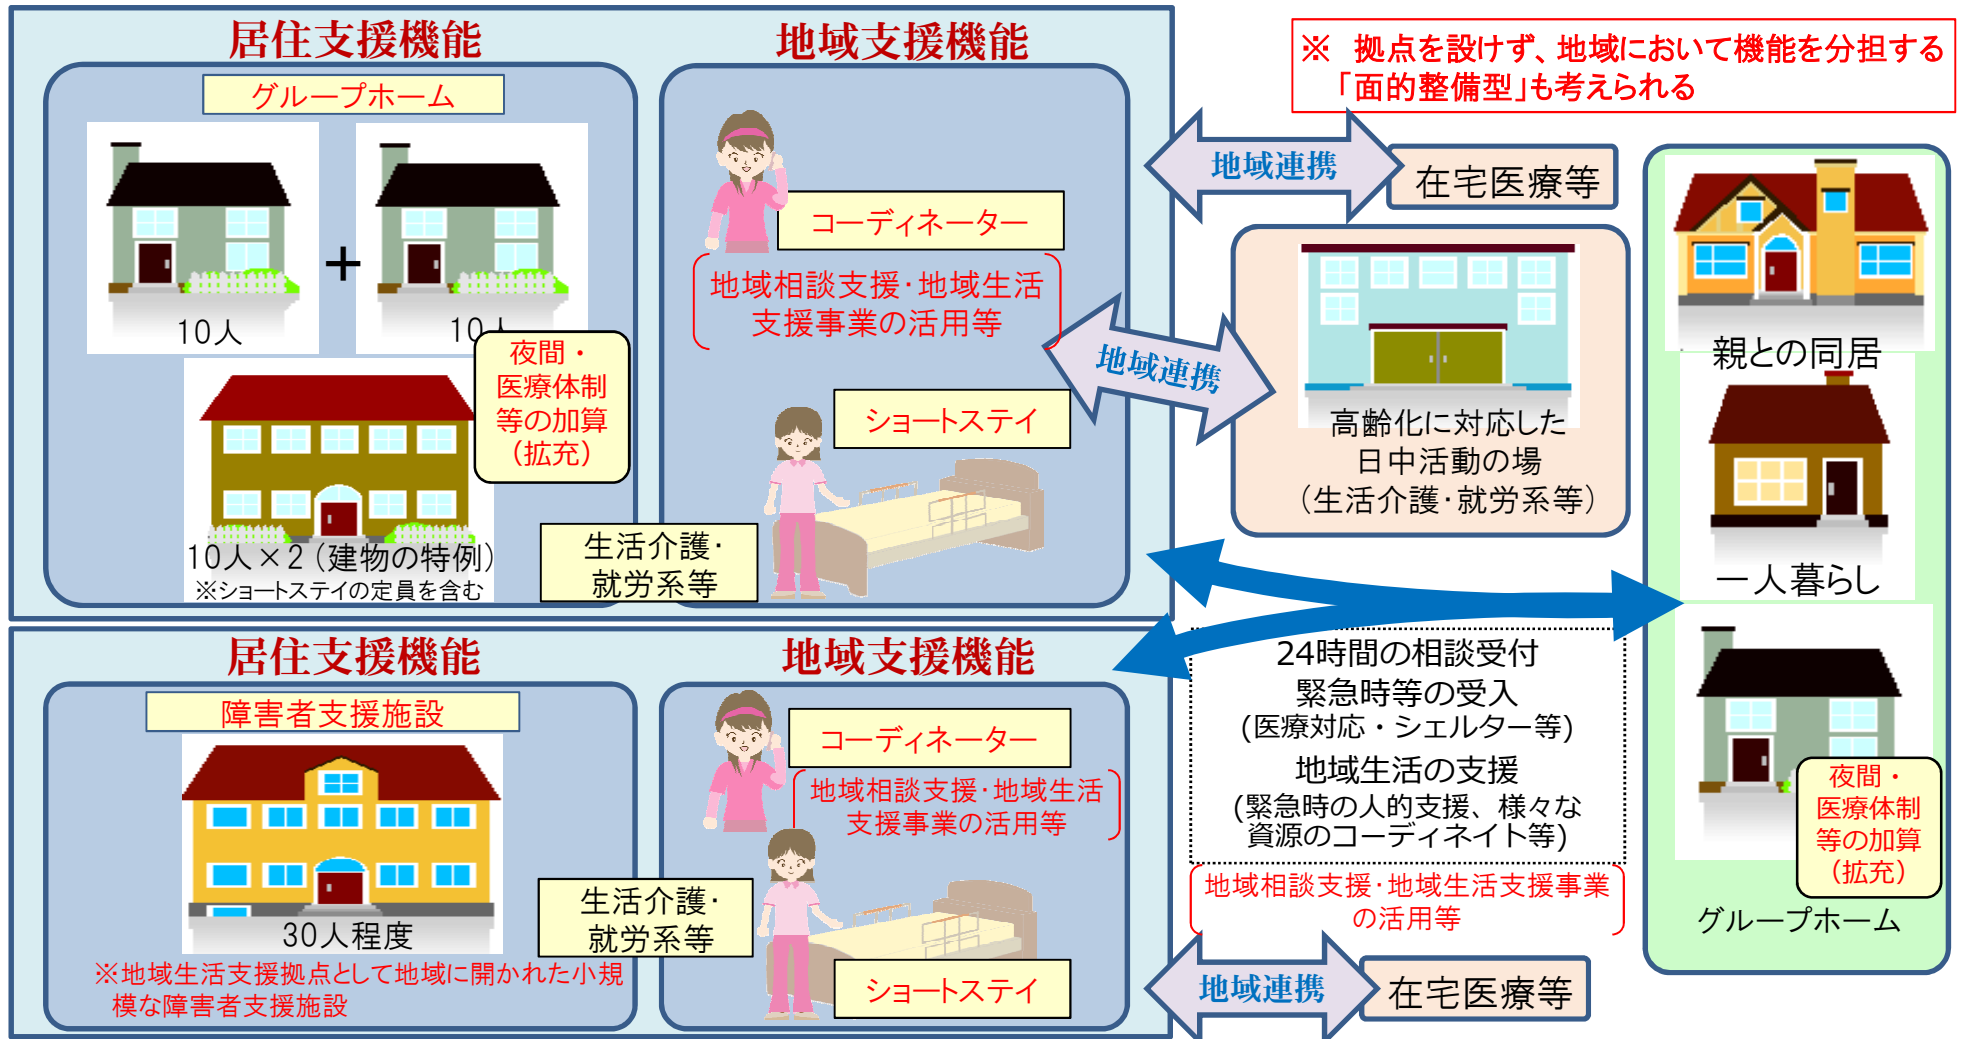 居住支援機能
グループホーム
10人
+
10人
夜間・
医療体制
等の加算
(拡充)
10人×2(建物の特例)
※ショートステイの定員を含む
生活介護・
就労系等
地域支援機能
コーディネーター
地域相談支援・地域生活
支援事業の活用等
ショートステイ
※　拠点を設けず、地域において機能を分担する
「面的整備型」も考えられる
地域連携
在宅医療等
地域連携
高齢化に対応した
日中活動の場
(生活介護・就労系等)
親との同居
一人暮らし
夜間・
医療体制
等の加算
(拡充)
グループホーム
居住支援機能
障害者支援施設
30人程度
※地域生活支援拠点として地域に開かれた小規
模な障害者支援施設
生活介護・
就労系等
地域支援機能
コーディネーター
地域相談支援・地域生活
支援事業の活用等
ショートステイ
24時間の相談受付
緊急時等の受入
(医療対応・シェルター等)
地域生活の支援
(緊急時の人的支援、様々な
資源のコーディネイト等)
地域相談支援・地域生活支援事業
の活用等
地域連携
在宅医療等